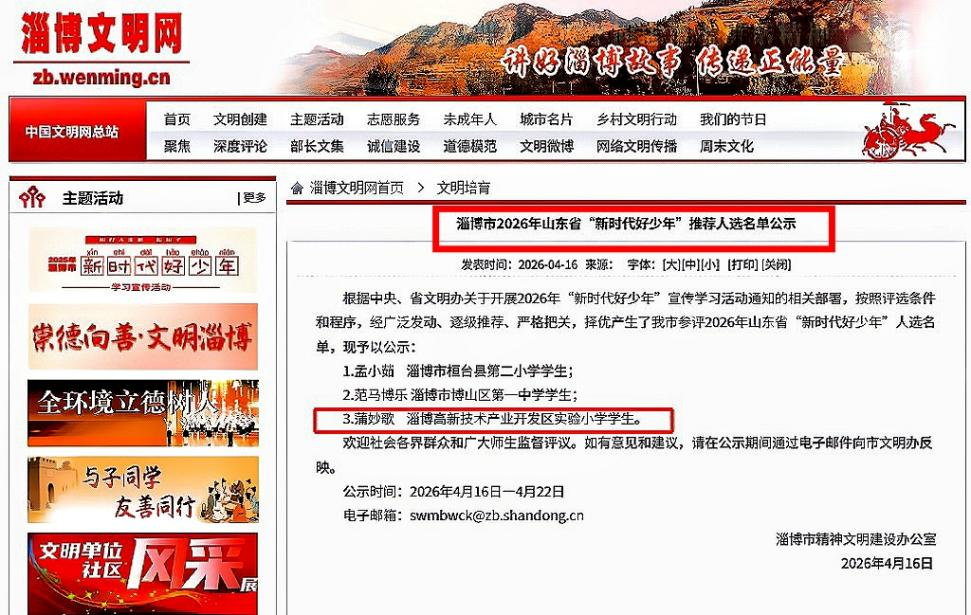 淄博文明网
zb.wenming.cn
讲好淄博故事 传递正能量
中国文明网总站
首页 文明创建 主题活动 志愿服务 未成年人 城市名片 乡村文明行动 我们的节日
聚焦 深度评论 部长文集 诚信建设 道德模范 文明微博 网络文明传播 周末文化
主题活动 |更多
xīn shí dài hǎo shào nián
2025年
淄博市
新时代好少年
学习宣传活动
崇德向善·文明淄博
全环境立德树人
与子同学
友善同行
文明单位
社区
风采展
淄博文明网首页 > 文明培育
淄博市2026年山东省“新时代好少年”推荐人选名单公示
发表时间：2026-04-16 来源： 字体：[大][中][小] [打印] [关闭]
根据中央、省文明办关于开展2026年“新时代好少年”宣传学习活动通知的相关部署，按照评选条件
和程序，经广泛发动、逐级推荐、严格把关，择优产生了我市参评2026年山东省“新时代好少年”人选名
单，现予以公示：
1.孟小茹 淄博市桓台县第二小学学生；
2.范马博乐 淄博市博山区第一中学学生；
3.蒲妙歌 淄博高新技术产业开发区实验小学学生。
欢迎社会各界群众和广大师生监督评议。如有意见和建议，请在公示期间通过电子邮件向市文明办反
映。
公示时间：2026年4月16日—4月22日
电子邮箱：swmbwck@zb.shandong.cn
淄博市精神文明建设办公室
2026年4月16日